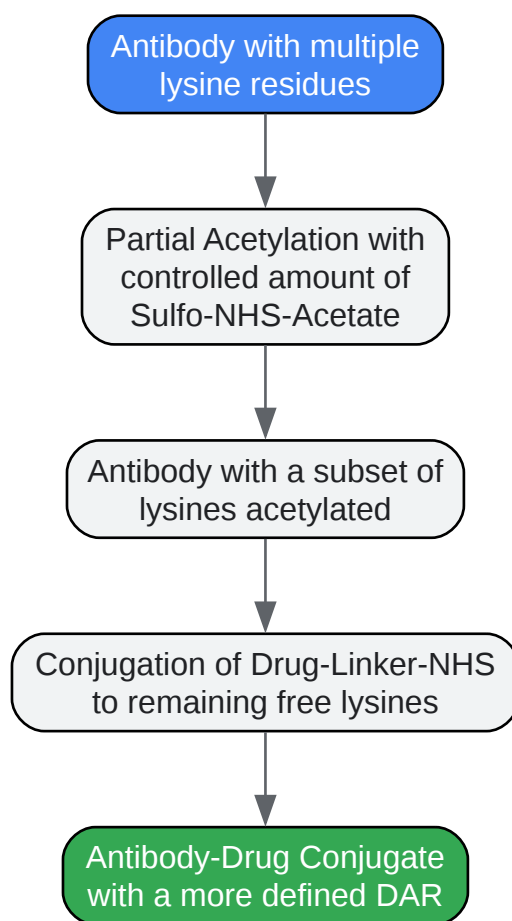 Antibody with multiple
lysine residues
Partial Acetylation with
controlled amount of
Sulfo-NHS-Acetate
Antibody with a subset of
lysines acetylated
Conjugation of Drug-Linker-NHS
to remaining free lysines
Antibody-Drug Conjugate
with a more defined DAR